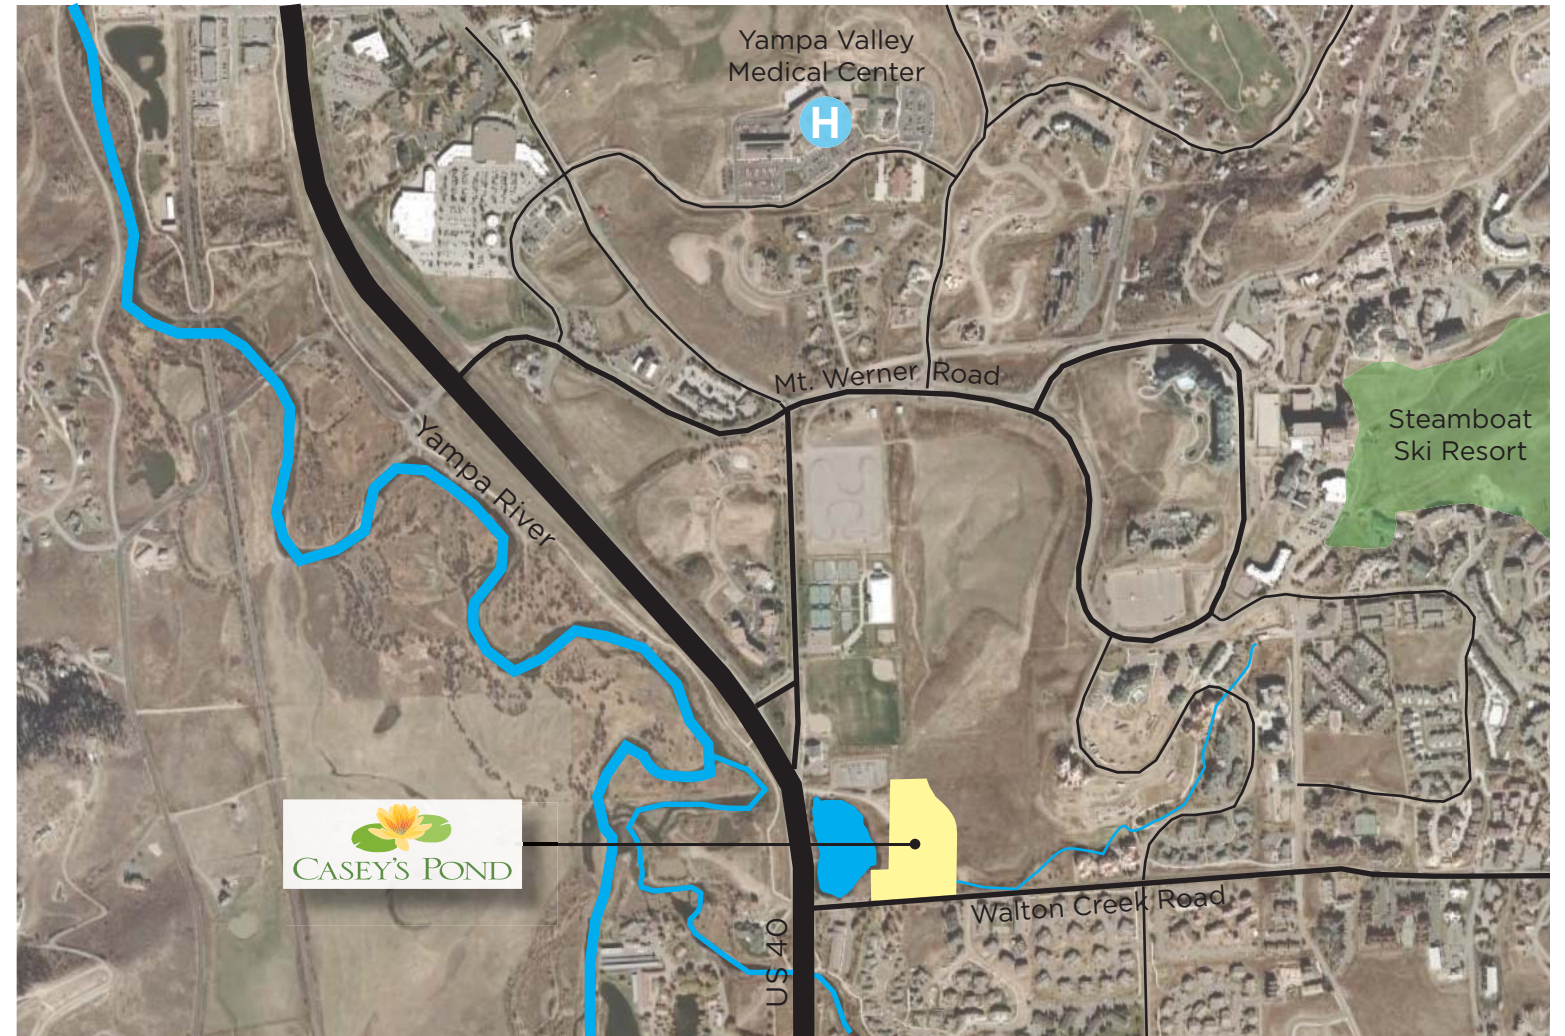 Yampa Valley
Medical Center
H
Mt. Werner Road
Steamboat
Ski Resort
Yampa River
CASEY'S POND
Walton Creek Road
US 40